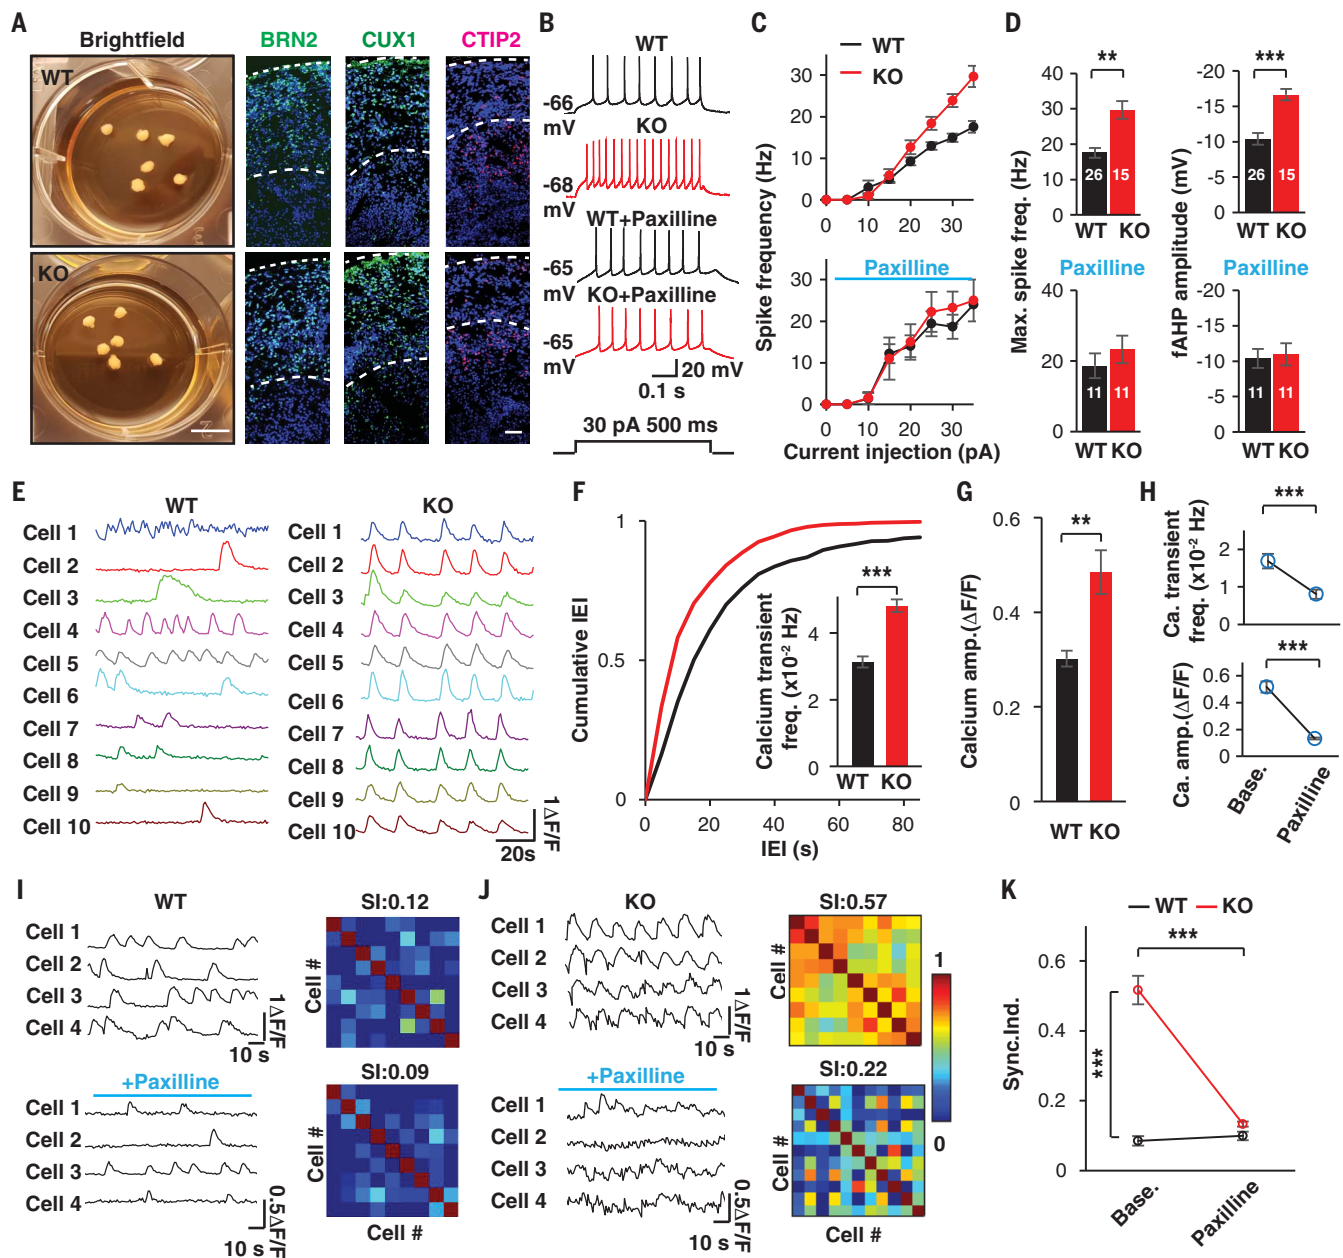 A
Brightfield
BRN2
CUX1
CTIP2
WT
KO
B
WT
-66
mV
KO
-68
mV
WT+Paxilline
-65
mV
KO+Paxilline
-65
mV
20 mV
0.1 s
30 pA 500 ms
C
WT
KO
Spike frequency (Hz)
30
20
10
0
0 10 20 30
Paxilline
30
20
10
0
0 10 20 30
Current injection (pA)
D
Max. spike freq. (Hz)
**
40
30
20
10
0
26 15
WT KO
Paxilline
40
20
0
11 11
WT KO
fAHP amplitude (mV)
***
-20
-15
-10
-5
0
26 15
WT KO
Paxilline
-20
-15
-10
-5
0
11 11
WT KO
E
WT
Cell 1
Cell 2
Cell 3
Cell 4
Cell 5
Cell 6
Cell 7
Cell 8
Cell 9
Cell 10
KO
Cell 1
Cell 2
Cell 3
Cell 4
Cell 5
Cell 6
Cell 7
Cell 8
Cell 9
Cell 10
1ΔF/F
20s
F
Cumulative IEI
1
0.5
0
0 20 40 60 80
IEI (s)
Calcium transient
freq. (x10-2 Hz)
***
4
2
0
WT KO
G
Calcium amp.(ΔF/F)
**
0.6
0.4
0.2
0
WT KO
H
Ca. transient
freq. (x10-2 Hz)
***
2
1
0
Ca. amp.(ΔF/F)
***
0.6
0.4
0.2
0
Base.
Paxilline
I
WT
Cell 1
Cell 2
Cell 3
Cell 4
1ΔF/F
10 s
SI:0.12
Cell #
+Paxilline
Cell 1
Cell 2
Cell 3
Cell 4
0.5ΔF/F
10 s
SI:0.09
Cell #
Cell #
J
KO
Cell 1
Cell 2
Cell 3
Cell 4
1ΔF/F
10 s
SI:0.57
Cell #
1
0
+Paxilline
Cell 1
Cell 2
Cell 3
Cell 4
0.5ΔF/F
10 s
SI:0.22
Cell #
Cell #
K
WT
KO
Sync.Ind.
***
***
0.6
0.4
0.2
0
Base.
Paxilline